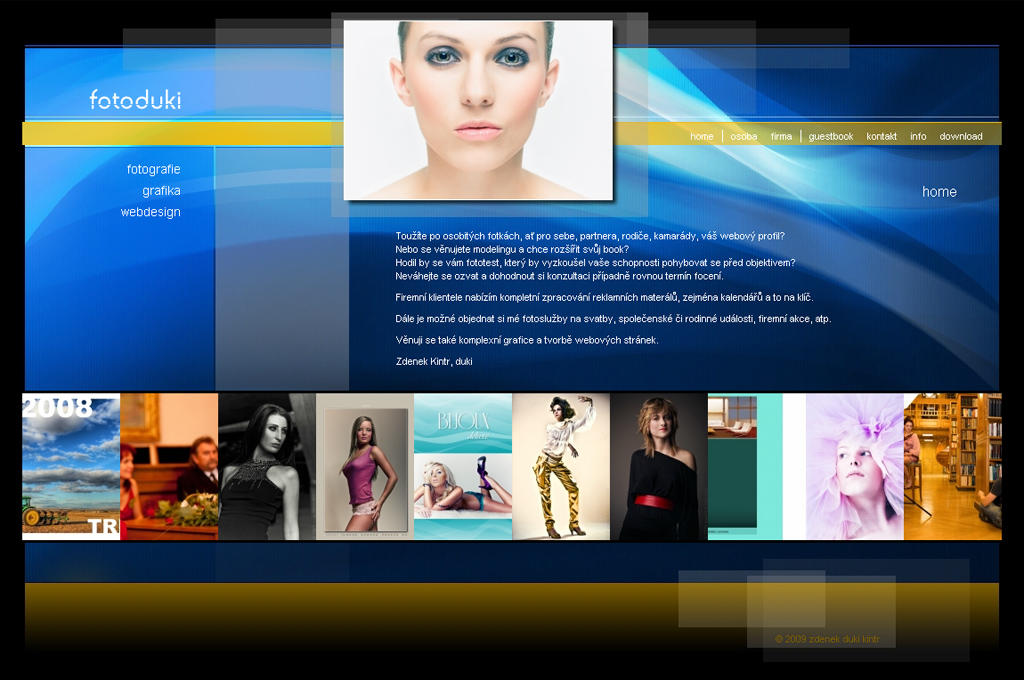 fotoduki
home | osoba firma | guestbook kontakt info download
fotografie
grafika
webdesign
home
Toužíte po osobitých fotkách, ať pro sebe, partnera, rodiče, kamarády, váš webový profil?
Nebo se věnujete modelingu a chce rozšířit svůj book?
Hodil by se vám fototest, který by vyzkoušel vaše schopnosti pohybovat se před objektivem?
Neváhejte se ozvat a dohodnout si konzultaci případně rovnou termín focení.
Firemní klientele nabízím kompletní zpracování reklamních materálů, zejména kalendářů a to na klíč.
Dále je možné objednat si mé fotoslužby na svatby, společenské či rodinné události, firemní akce, atp.
Věnuji se také komplexní grafice a tvorbě webových stránek.
Zdenek Kintr, duki
2008
TR
BIJOUX
© 2009 zdenek duki kintr